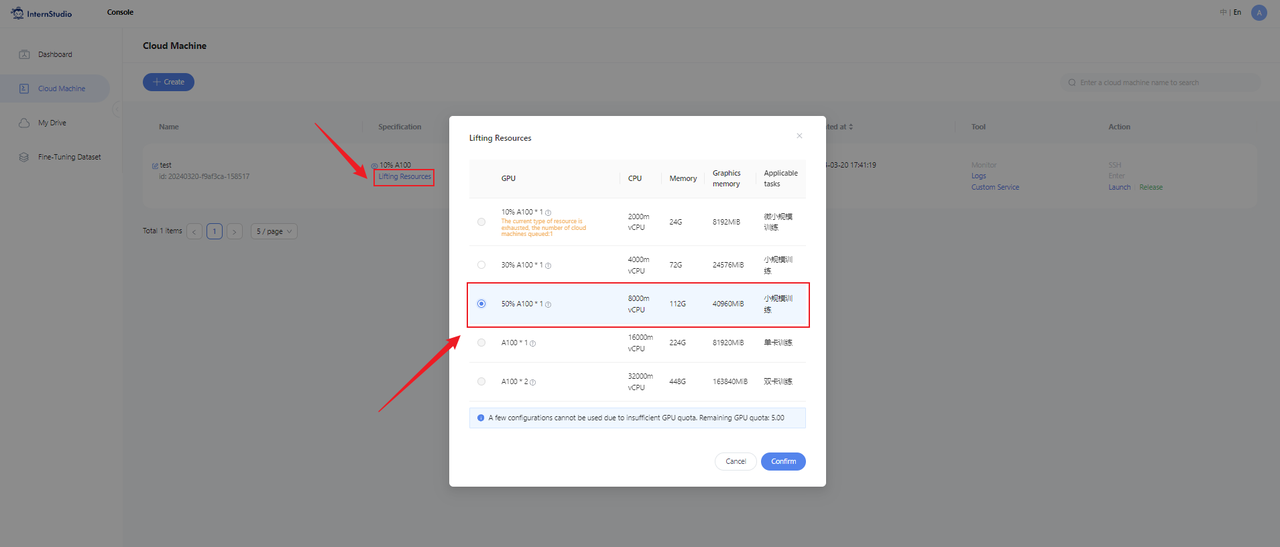 InternStudio
Console
中 | En
A
Dashboard
Cloud Machine
My Drive
Fine-Tuning Dataset
Cloud Machine
+ Create
Enter a cloud machine name to search
Name
Specification
Tool
Action
test
id: 20240320-f9af3ca-158517
10% A100
Lifting Resources
-03-20 17:41:19
Monitor
Logs
Custom Service
SSH
Enter
Launch
Release
Total 1 items
<
1
>
5 / page
Lifting Resources
GPU
CPU
Memory
Graphics
memory
Applicable
tasks
10% A100 * 1
The current type of resource is
exhausted, the number of cloud
machines queued:1
2000m
vCPU
24G
8192MiB
微小规模
训练
30% A100 * 1
4000m
vCPU
72G
24576MiB
小规模训
练
50% A100 * 1
8000m
vCPU
112G
40960MiB
小规模训
练
A100 * 1
16000m
vCPU
224G
81920MiB
单卡训练
A100 * 2
32000m
vCPU
448G
163840MiB
双卡训练
A few configurations cannot be used due to insufficient GPU quota. Remaining GPU quota: 5.00
Cancel
Confirm